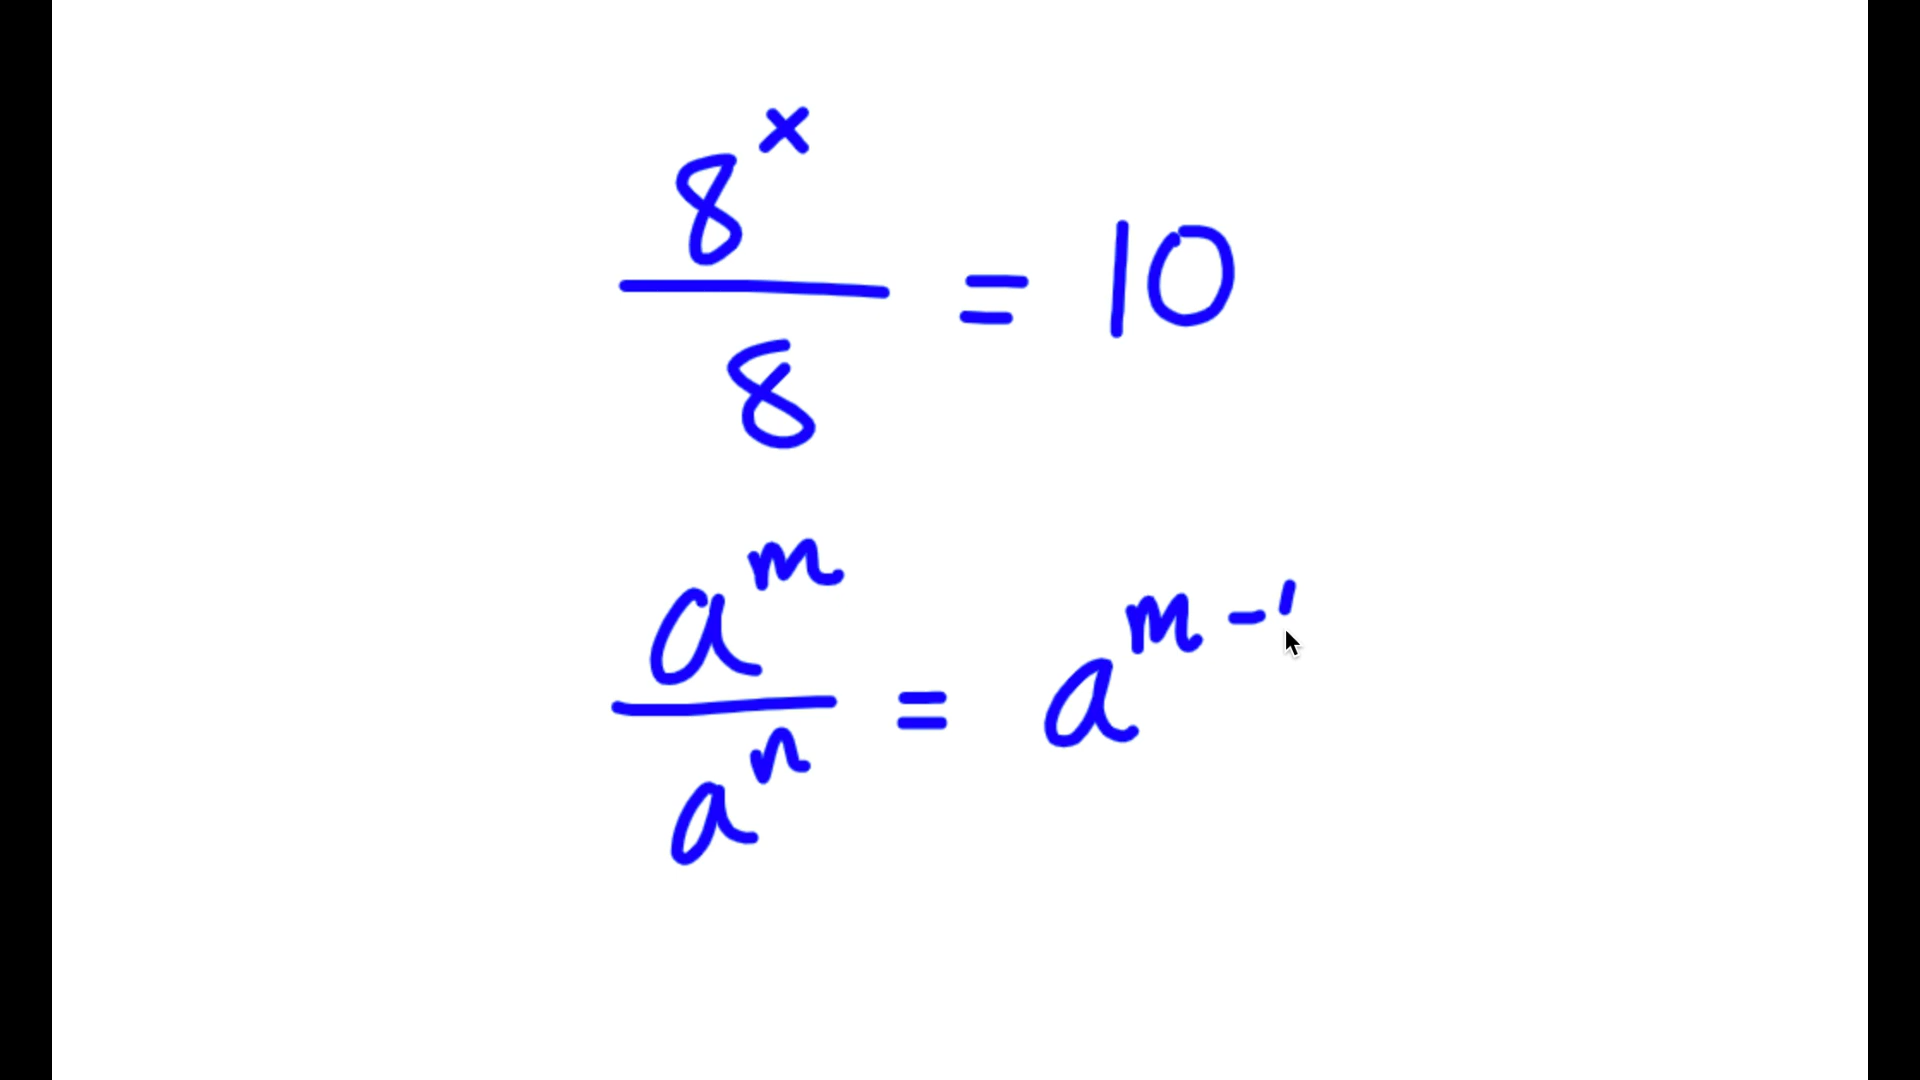 8^x / 8 = 10
a^m / a^n = a^{m-